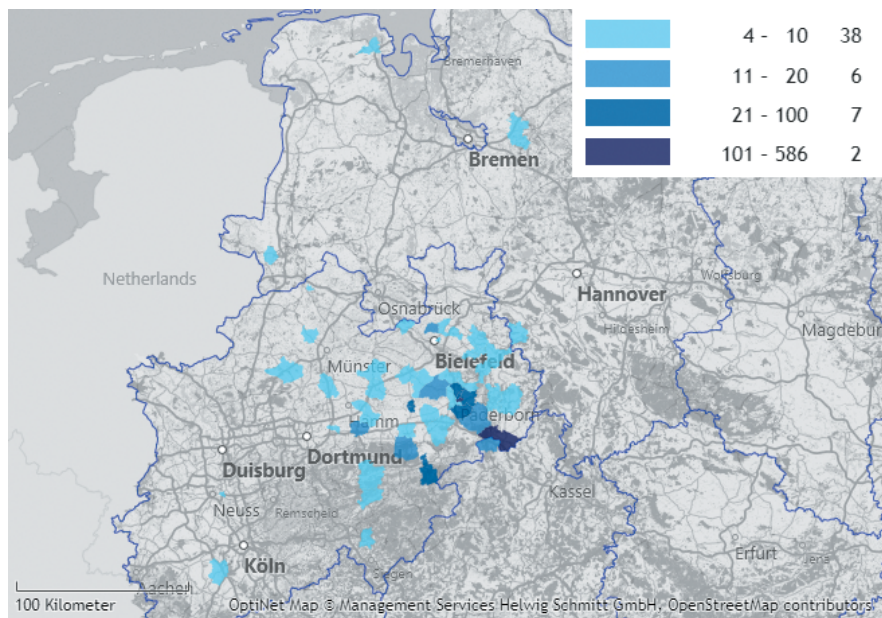 4 - 10 38
11 - 20 6
21 - 100 7
101 - 586 2
Bremerhaven
Bremen
Netherlands
Wolfsburg
Hannover
Osnabrück
Hildesheim
Magdebur
Bielefeld
Münster
Paderborn
Hamm
Dortmund
Duisburg
Kassel
Neuss
Remscheid
Erfurt
Jena
Köln
Siegen
Aachen
100 Kilometer
OptiNet Map © Management Services Helwig Schmitt GmbH, OpenStreetMap contributors